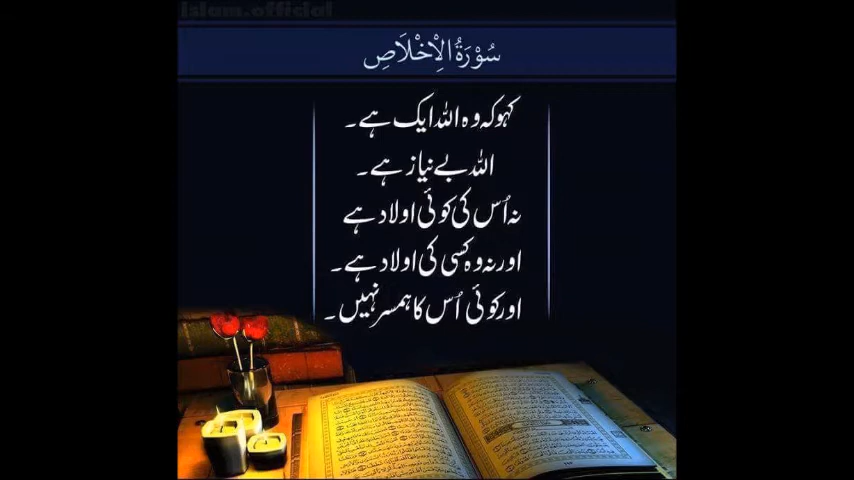 islam.official
سُوْرَةُ الْاِخْلَاصِ
کہو کہ وہ اللہ ایک ہے۔
اللہ بے نیاز ہے۔
نہ اُس کی کوئی اولاد ہے
اور نہ وہ کسی کی اولاد ہے۔
اور کوئی اُس کا ہمسر نہیں۔